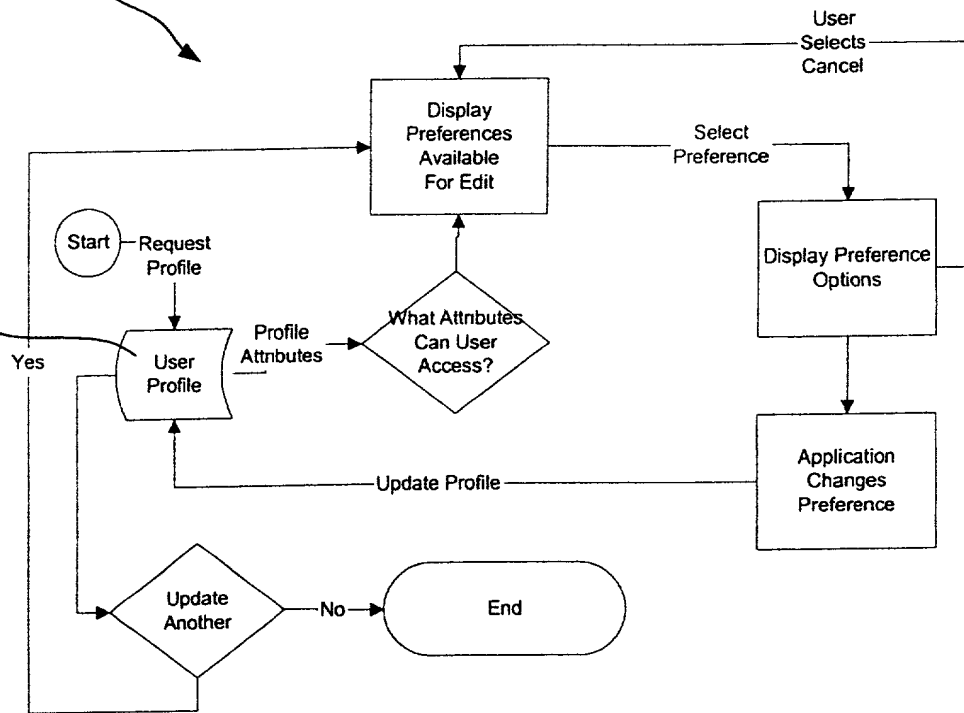 User
Selects
Cancel
Display
Preferences
Available
For Edit
Select
Preference
Start
Request
Profile
Display Preference
Options
What Attributes
Can User
Access?
Profile
Attributes
User
Profile
Yes
Application
Changes
Preference
Update Profile
Update
Another
No
End